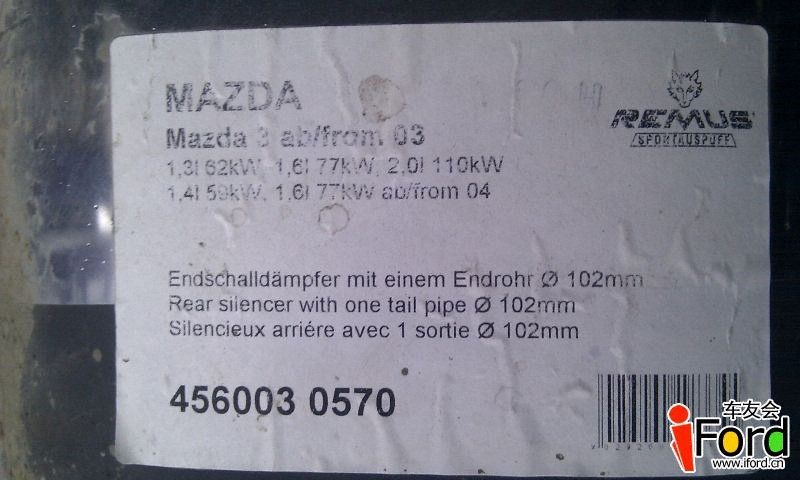 MAZDA
Mazda 3 ab/from 03
1,3l 62kW, 1,6l 77kW, 2,0l 110kW
1,4l 59kW, 1,6l 77kW ab/from 04
REMUS
SPORTAUSPUFF
Endschalldämpfer mit einem Endrohr Ø 102mm
Rear silencer with one tail pipe Ø 102mm
Silencieux arriére avec 1 sortie Ø 102mm
456003 0570
车友会
iFord
www.iford.cn